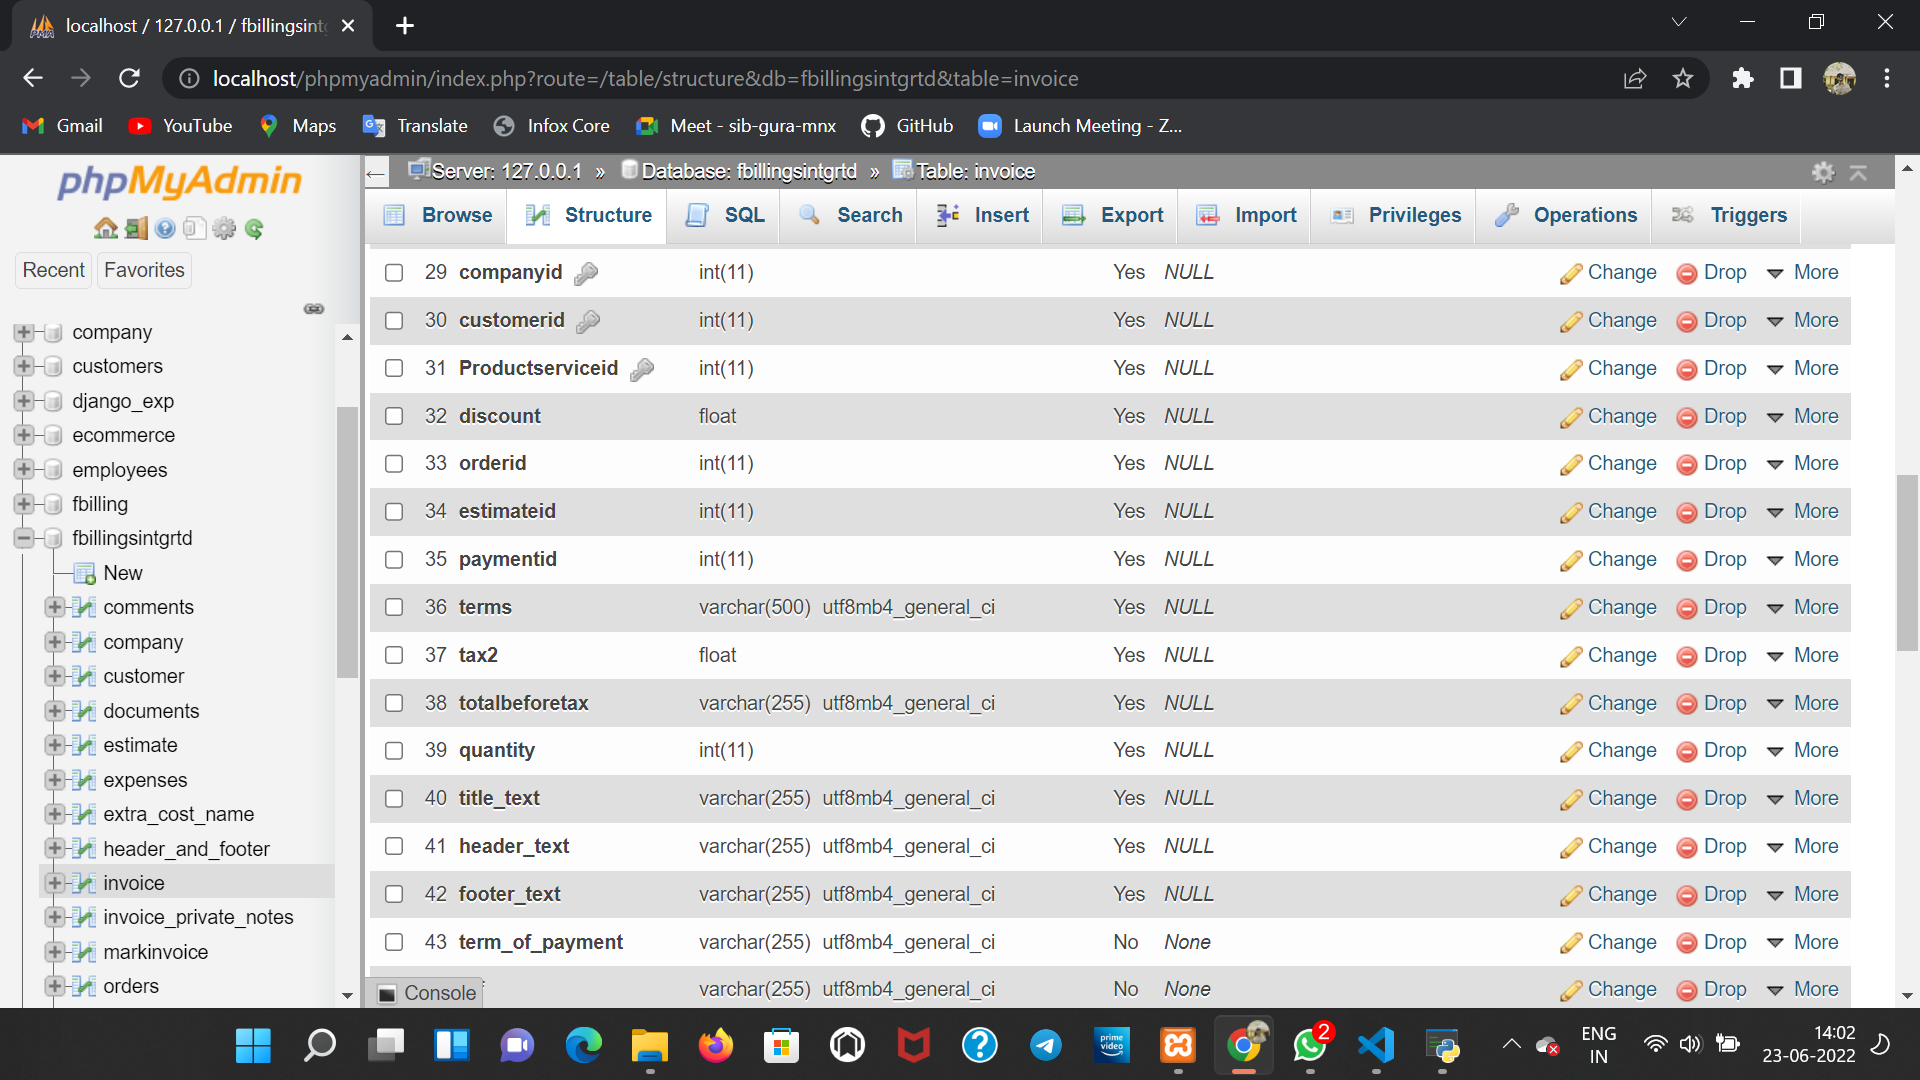 localhost / 127.0.0.1 / fbillingsint
localhost/phpmyadmin/index.php?route=/table/structure&db=fbillingsintgrtd&table=invoice
Gmail YouTube Maps Translate Infox Core Meet - sib-gura-mnx GitHub Launch Meeting - Z...
phpMyAdmin
Recent Favorites
company
customers
django_exp
ecommerce
employees
fbilling
fbillingsintgrtd
New
comments
company
customer
documents
estimate
expenses
extra_cost_name
header_and_footer
invoice
invoice_private_notes
markinvoice
orders
Server: 127.0.0.1 » Database: fbillingsintgrtd » Table: invoice
Browse Structure SQL Search Insert Export Import Privileges Operations Triggers
29 companyid int(11) Yes NULL Change Drop More
30 customerid int(11) Yes NULL Change Drop More
31 Productserviceid int(11) Yes NULL Change Drop More
32 discount float Yes NULL Change Drop More
33 orderid int(11) Yes NULL Change Drop More
34 estimateid int(11) Yes NULL Change Drop More
35 paymentid int(11) Yes NULL Change Drop More
36 terms varchar(500) utf8mb4_general_ci Yes NULL Change Drop More
37 tax2 float Yes NULL Change Drop More
38 totalbeforetax varchar(255) utf8mb4_general_ci Yes NULL Change Drop More
39 quantity int(11) Yes NULL Change Drop More
40 title_text varchar(255) utf8mb4_general_ci Yes NULL Change Drop More
41 header_text varchar(255) utf8mb4_general_ci Yes NULL Change Drop More
42 footer_text varchar(255) utf8mb4_general_ci Yes NULL Change Drop More
43 term_of_payment varchar(255) utf8mb4_general_ci No None Change Drop More
varchar(255) utf8mb4_general_ci No None Change Drop More
Console
prime video
2
ENG
IN
14:02
23-06-2022